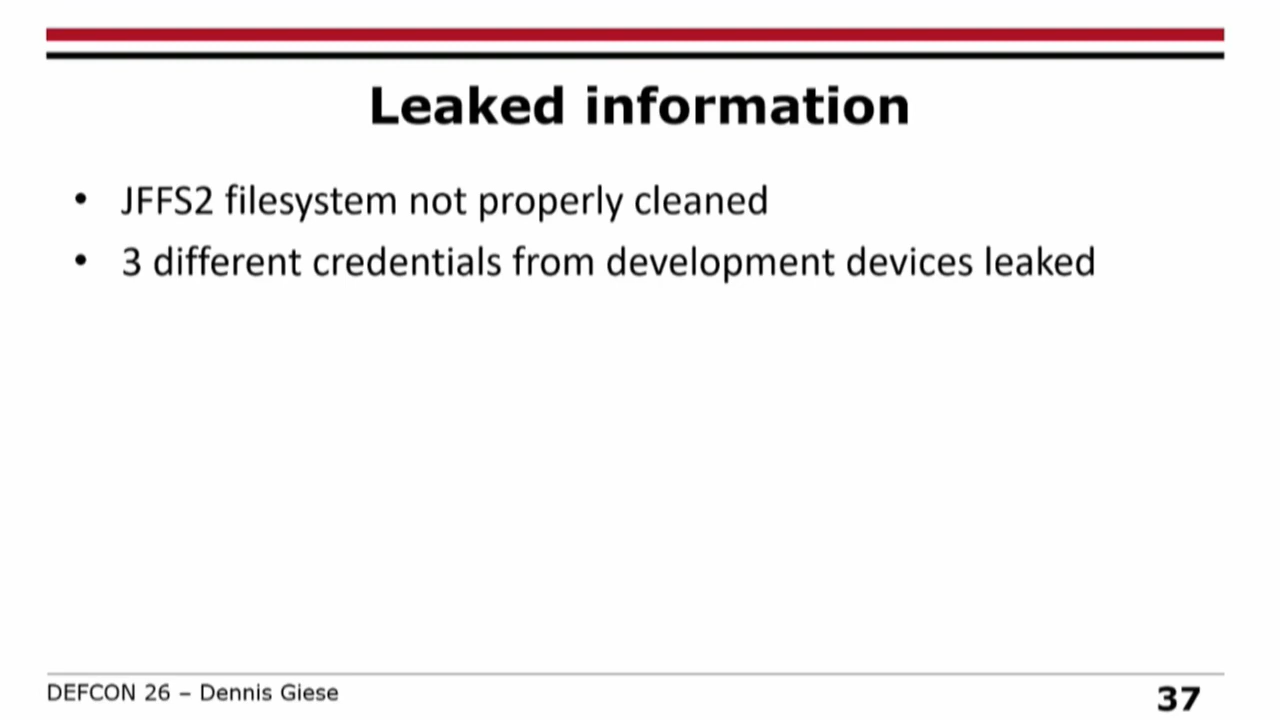 Leaked information
• JFFS2 filesystem not properly cleaned
• 3 different credentials from development devices leaked
DEFCON 26 – Dennis Giese
37